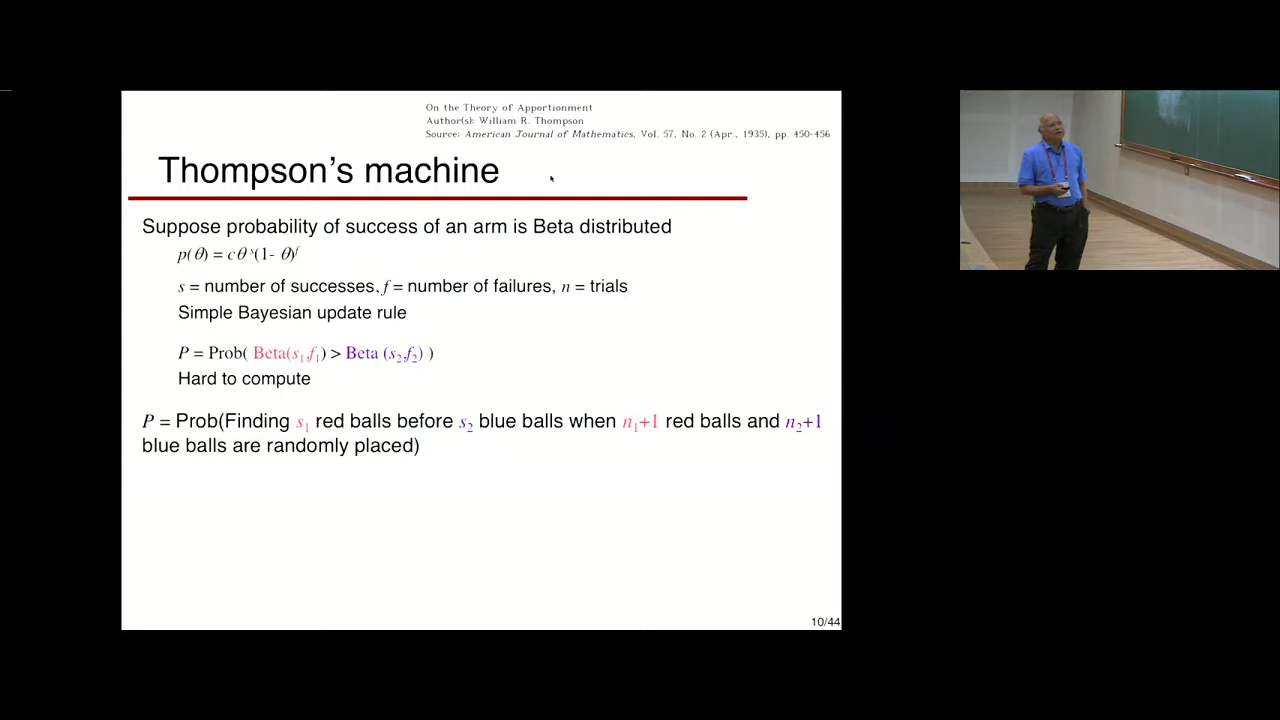 On the Theory of Apportionment
Author(s): William R. Thompson
Source: American Journal of Mathematics, Vol. 57, No. 2 (Apr., 1935), pp. 450-456
Thompson's machine
Suppose probability of success of an arm is Beta distributed
p(θ) = cθ^s(1- θ)^f
s = number of successes, f = number of failures, n = trials
Simple Bayesian update rule
P = Prob( Beta(s₁,f₁) > Beta (s₂,f₂) )
Hard to compute
P = Prob(Finding s₁ red balls before s₂ blue balls when n₁+1 red balls and n₂+1
blue balls are randomly placed)
10/44